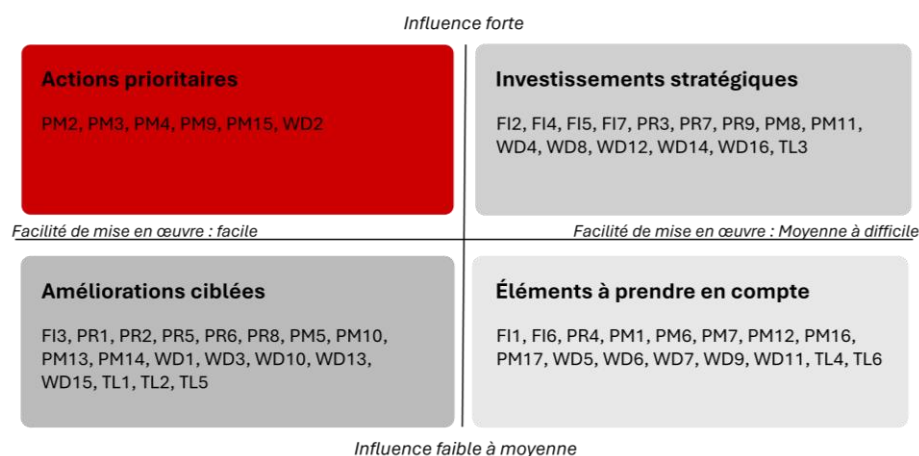 Influence forte
Actions prioritaires
PM2, PM3, PM4, PM9, PM15, WD2
Investissements stratégiques
FI2, FI4, FI5, FI7, PR3, PR7, PR9, PM8, PM11,
WD4, WD8, WD12, WD14, WD16, TL3
Facilité de mise en œuvre : facile
Facilité de mise en œuvre : Moyenne à difficile
Améliorations ciblées
FI3, PR1, PR2, PR5, PR6, PR8, PM5, PM10,
PM13, PM14, WD1, WD3, WD10, WD13,
WD15, TL1, TL2, TL5
Éléments à prendre en compte
FI1, FI6, PR4, PM1, PM6, PM7, PM12, PM16,
PM17, WD5, WD6, WD7, WD9, WD11, TL4, TL6
Influence faible à moyenne